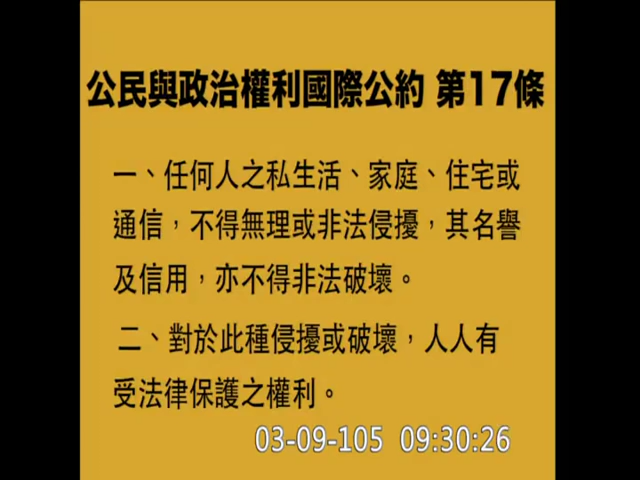 公民與政治權利國際公約 第17條
一、任何人之私生活、家庭、住宅或
通信，不得無理或非法侵擾，其名譽
及信用，亦不得非法破壞。
二、對於此種侵擾或破壞，人人有
受法律保護之權利。
03-09-105 09:30:26